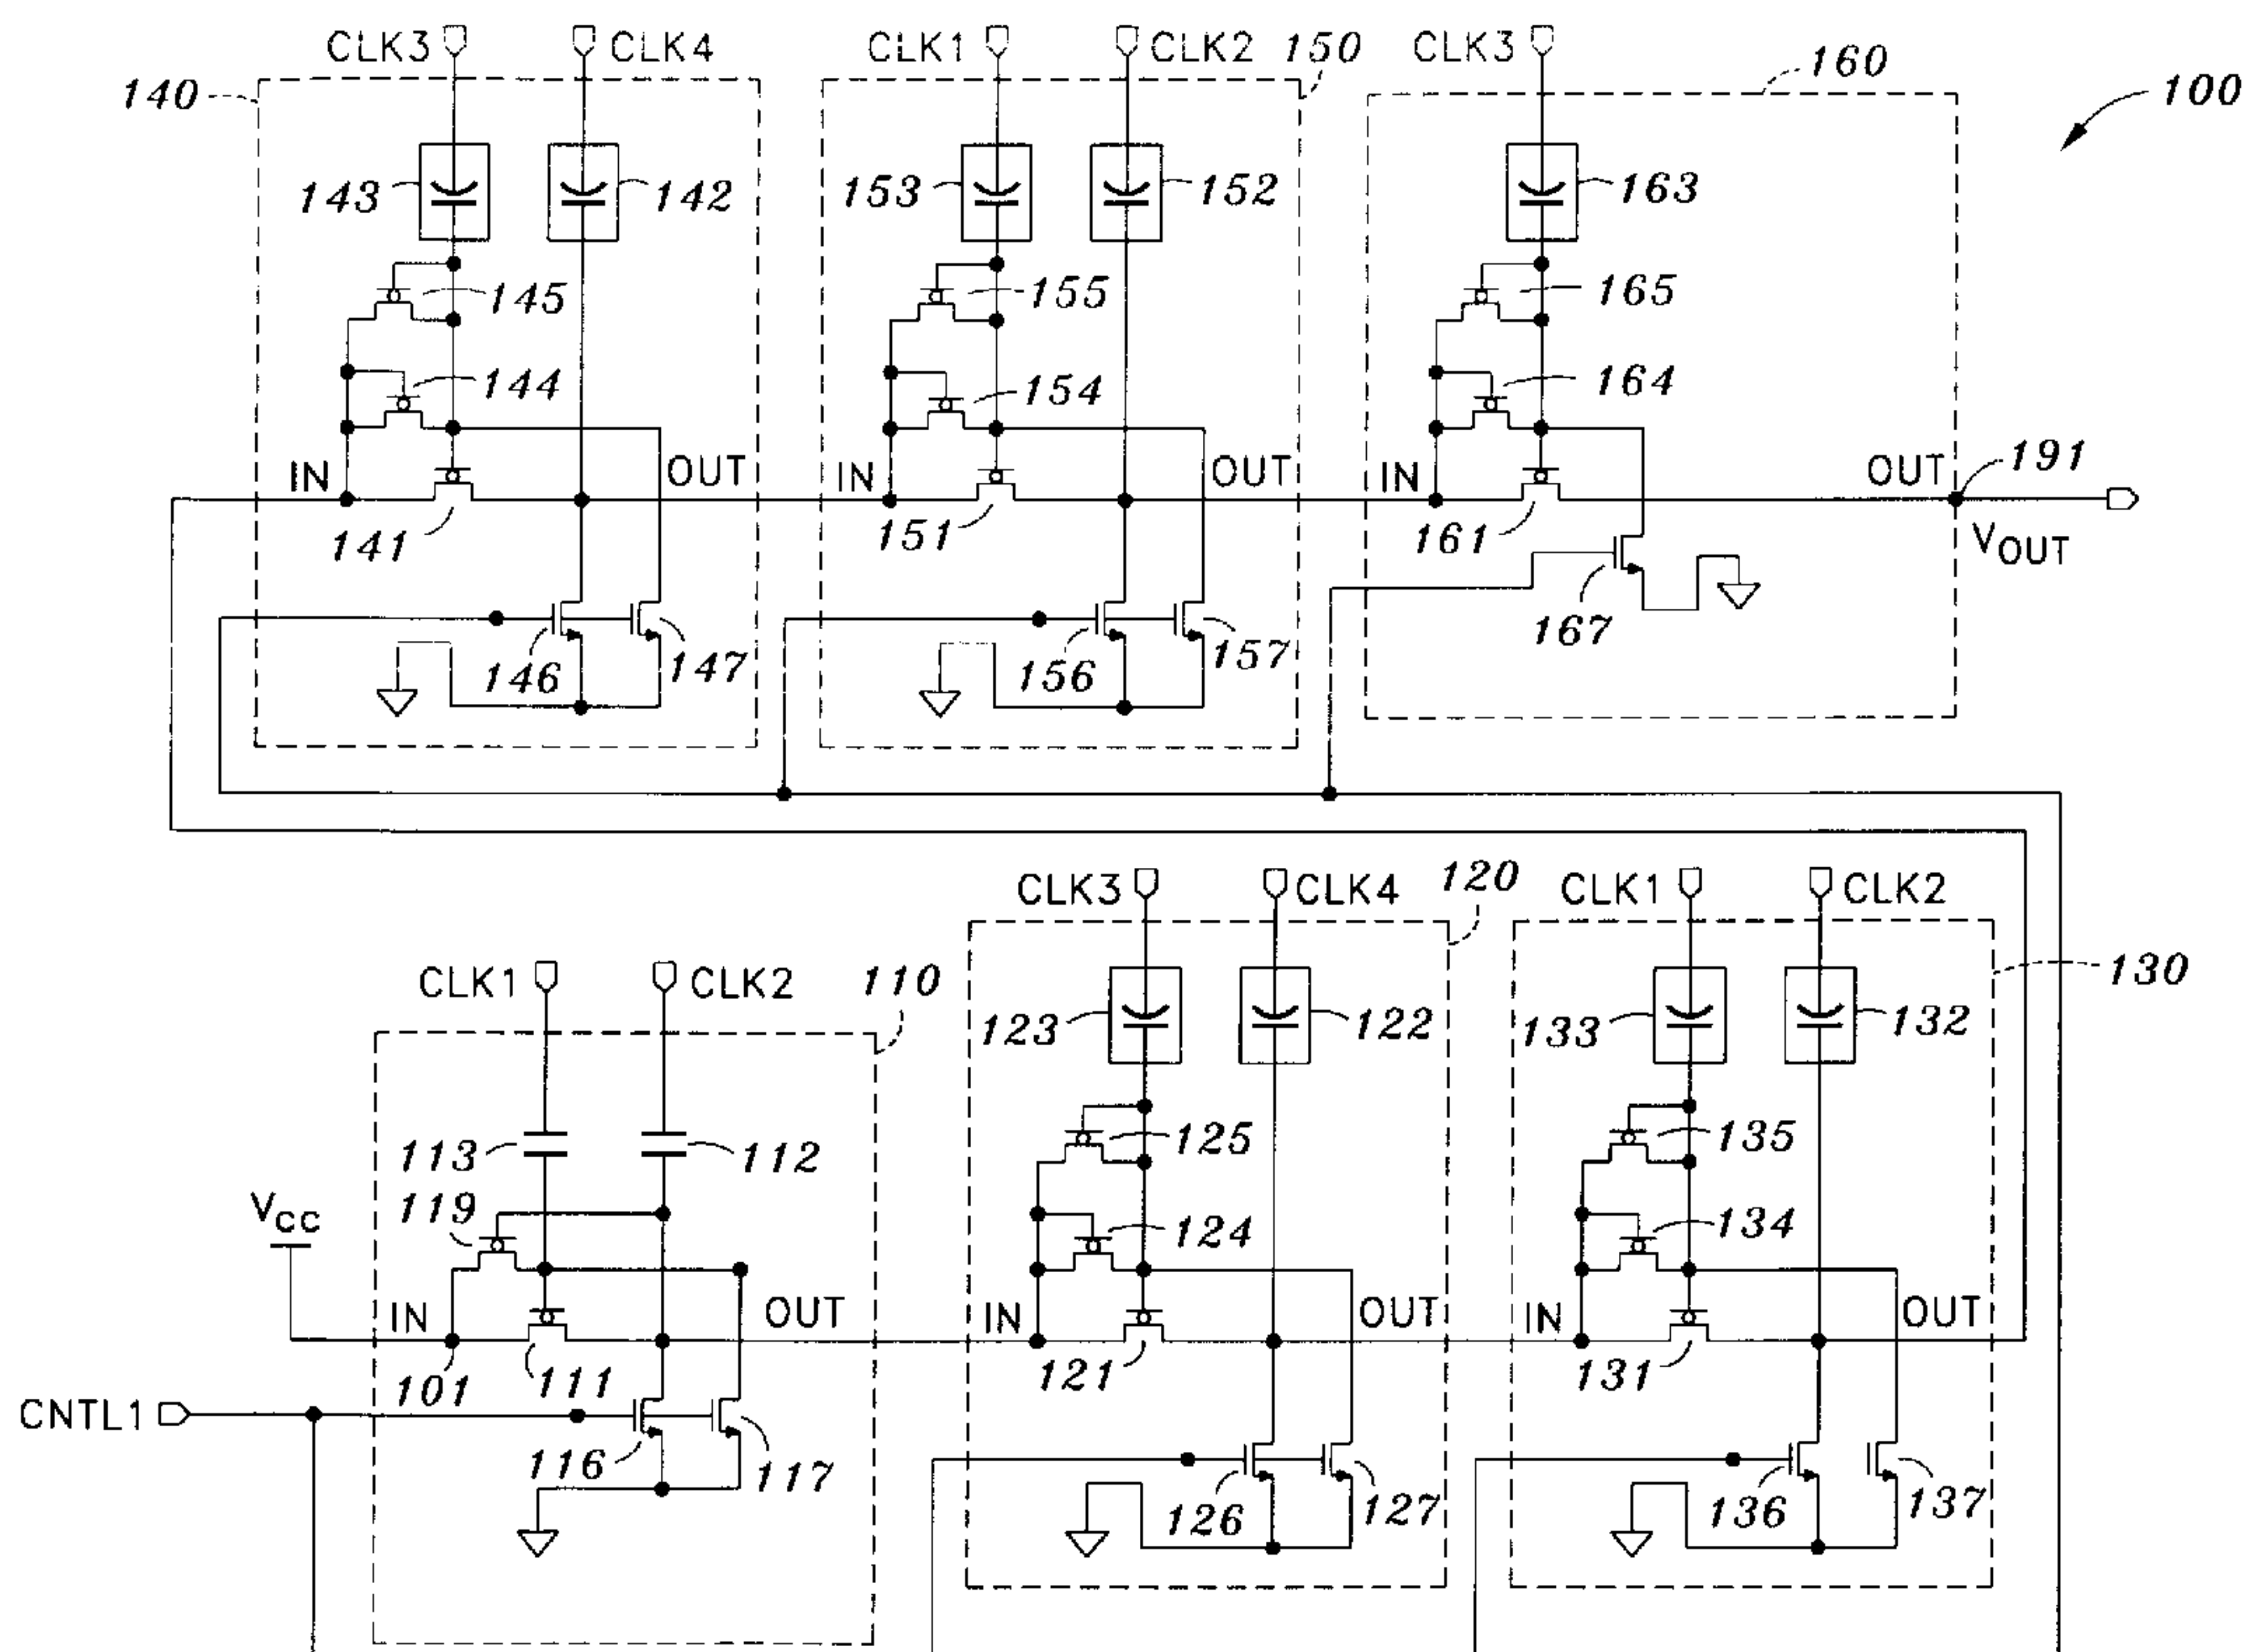 CLK3 CLK4 CLK1 CLK2 150 CLK3 160
140 100
143 142 153 152 163
145 155 165
144 154 164
IN OUT IN OUT IN OUT 191
141 151 161 VOUT
146 147 156 157 167
CLK3 CLK4 120 CLK1 CLK2
CLK1 CLK2 110 130
123 122 133 132
113 112 125 135
VCC 119 124 134
IN OUT IN OUT IN OUT
101 111 121 131
CNTL1
116 117 126 127 136 137